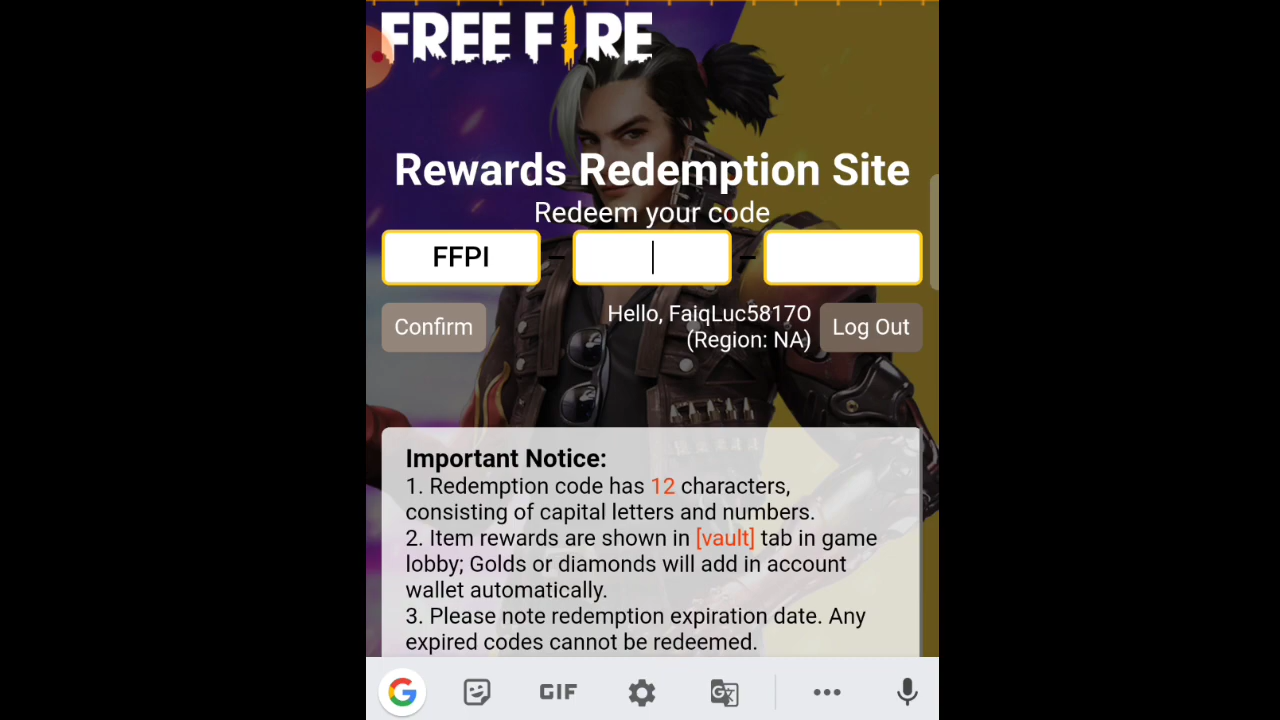 FREE FIRE
Rewards Redemption Site
Redeem your code
FFPI – –
Confirm
Hello, FaiqLuc5817O
(Region: NA)
Log Out
Important Notice:
1. Redemption code has 12 characters,
consisting of capital letters and numbers.
2. Item rewards are shown in [vault] tab in game
lobby; Golds or diamonds will add in account
wallet automatically.
3. Please note redemption expiration date. Any
expired codes cannot be redeemed.
G GIF G